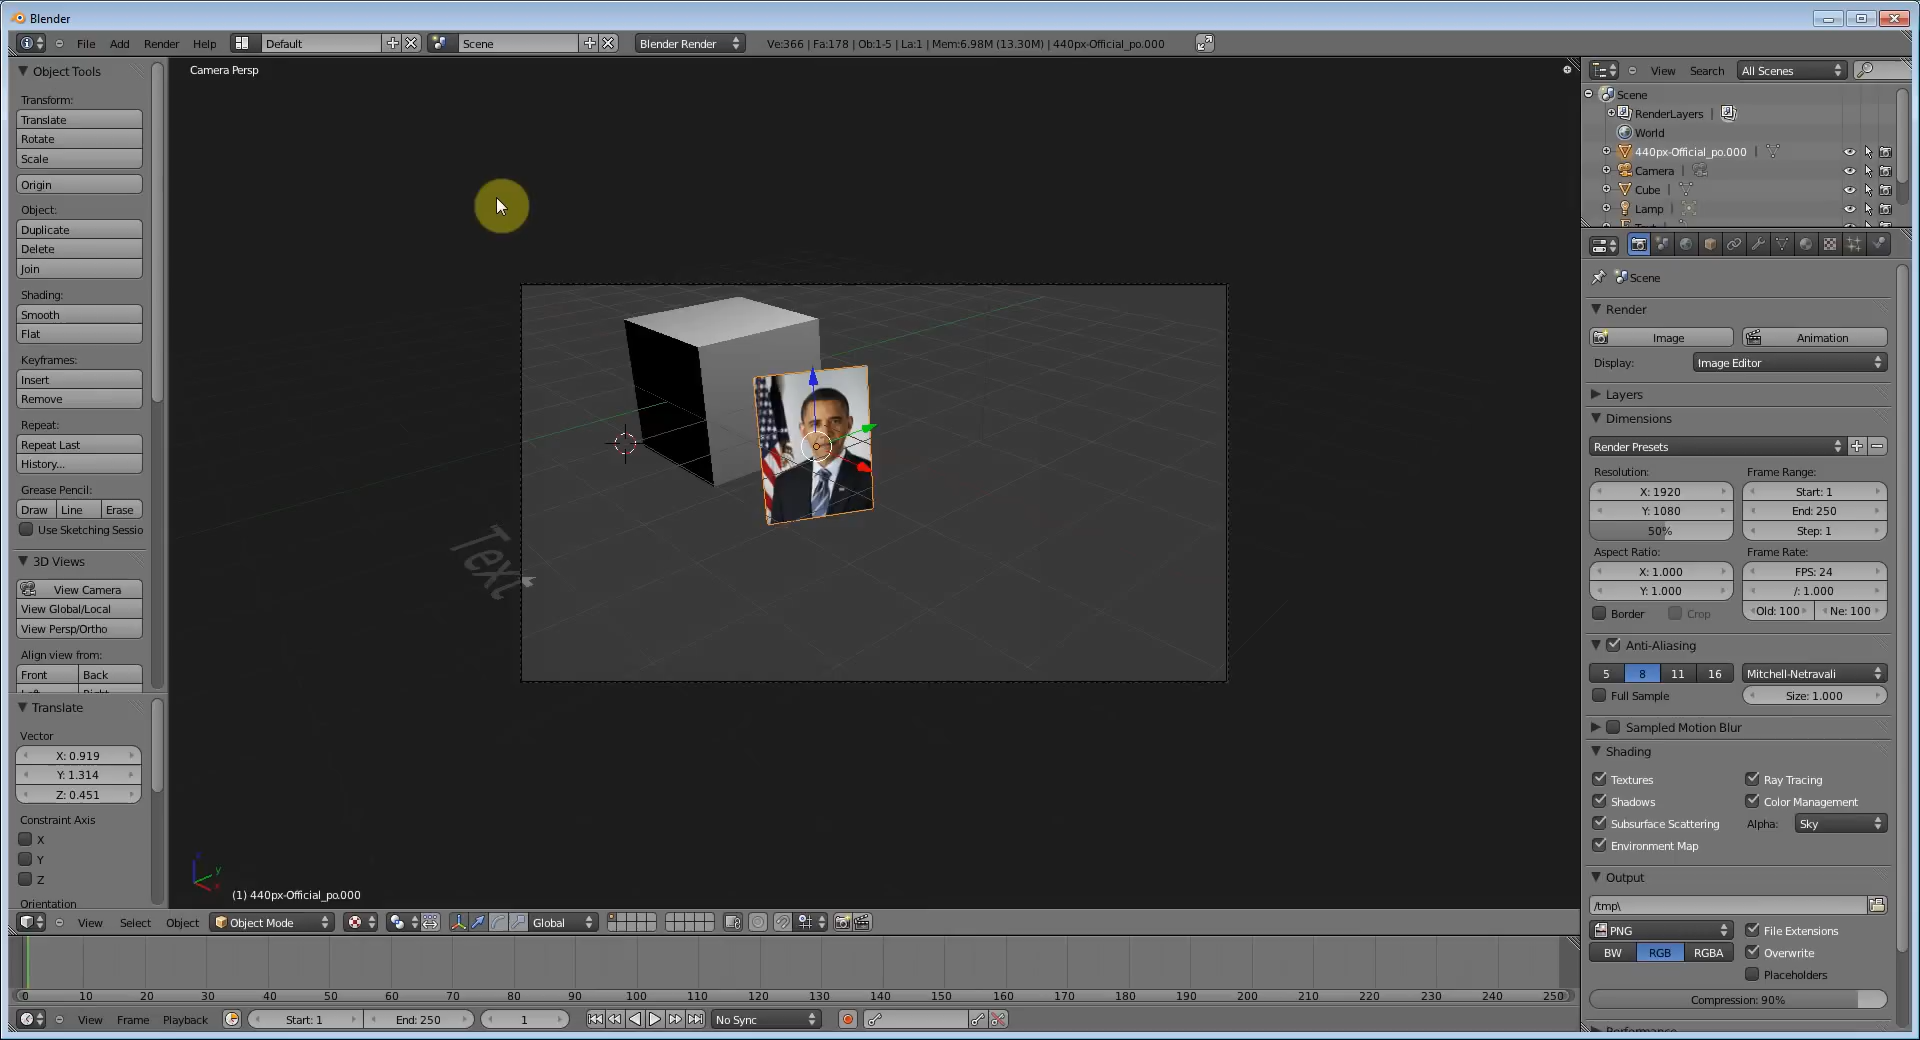 Blender
File Add Render Help Default Scene Blender Render Ve:366 | Fa:178 | Ob:1-5 | La:1 | Mem:6.98M (13.30M) | 440px-Official_po.000
Object Tools
Transform:
Translate
Rotate
Scale
Origin
Object:
Duplicate
Delete
Join
Shading:
Smooth
Flat
Keyframes:
Insert
Remove
Repeat:
Repeat Last
History...
Grease Pencil:
Draw Line Erase
Use Sketching Sessio
3D Views
View Camera
View Global/Local
View Persp/Ortho
Align view from:
Front Back
Translate
Vector
X: 0.919
Y: 1.314
Z: 0.451
Constraint Axis
X
Y
Z
Orientation
Camera Persp
Text
(1) 440px-Official_po.000
View Select Object Object Mode Global
View Search All Scenes
Scene
RenderLayers |
World
440px-Official_po.000 |
Camera |
Cube |
Lamp |
Scene
Render
Image Animation
Display: Image Editor
Layers
Dimensions
Render Presets
Resolution: Frame Range:
X: 1920 Start: 1
Y: 1080 End: 250
50% Step: 1
Aspect Ratio: Frame Rate:
X: 1.000 FPS: 24
Y: 1.000 /: 1.000
Border Crop Old: 100 Ne: 100
Anti-Aliasing
5 8 11 16 Mitchell-Netravali
Full Sample Size: 1.000
Sampled Motion Blur
Shading
Textures Ray Tracing
Shadows Color Management
Subsurface Scattering Alpha: Sky
Environment Map
Output
/tmp\
PNG File Extensions
BW RGB RGBA Overwrite
Placeholders
Compression: 90%
0 10 20 30 40 50 60 70 80 90 100 110 120 130 140 150 160 170 180 190 200 210 220 230 240 250
View Frame Playback Start: 1 End: 250 1 No Sync